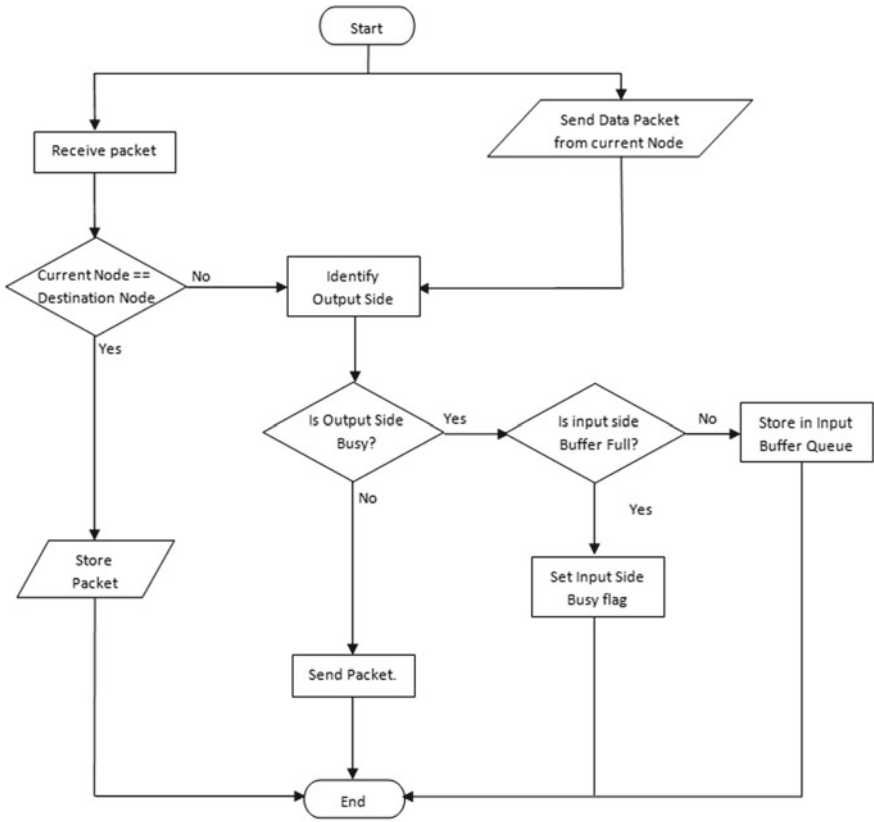 Start
Send Data Packet
from current Node
Receive packet
Current Node ==
Destination Node
No
Identify
Output Side
Yes
Is Output Side
Busy?
Yes
Is input side
Buffer Full?
No
Store in Input
Buffer Queue
No
Yes
Store
Packet
Set Input Side
Busy flag
Send Packet.
End